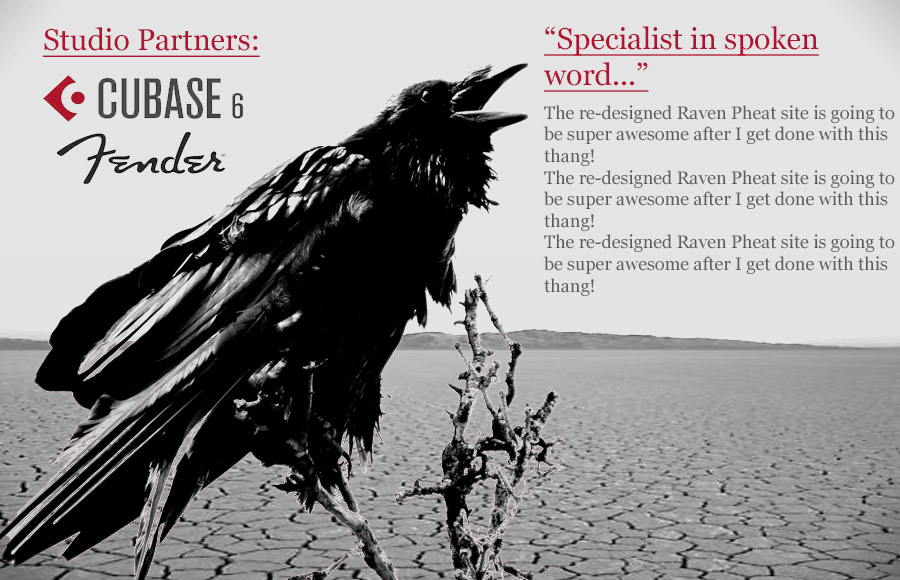 Studio Partners:
CUBASE 6
Fender
“Specialist in spoken
word...”
The re-designed Raven Pheat site is going to
be super awesome after I get done with this
thang!
The re-designed Raven Pheat site is going to
be super awesome after I get done with this
thang!
The re-designed Raven Pheat site is going to
be super awesome after I get done with this
thang!